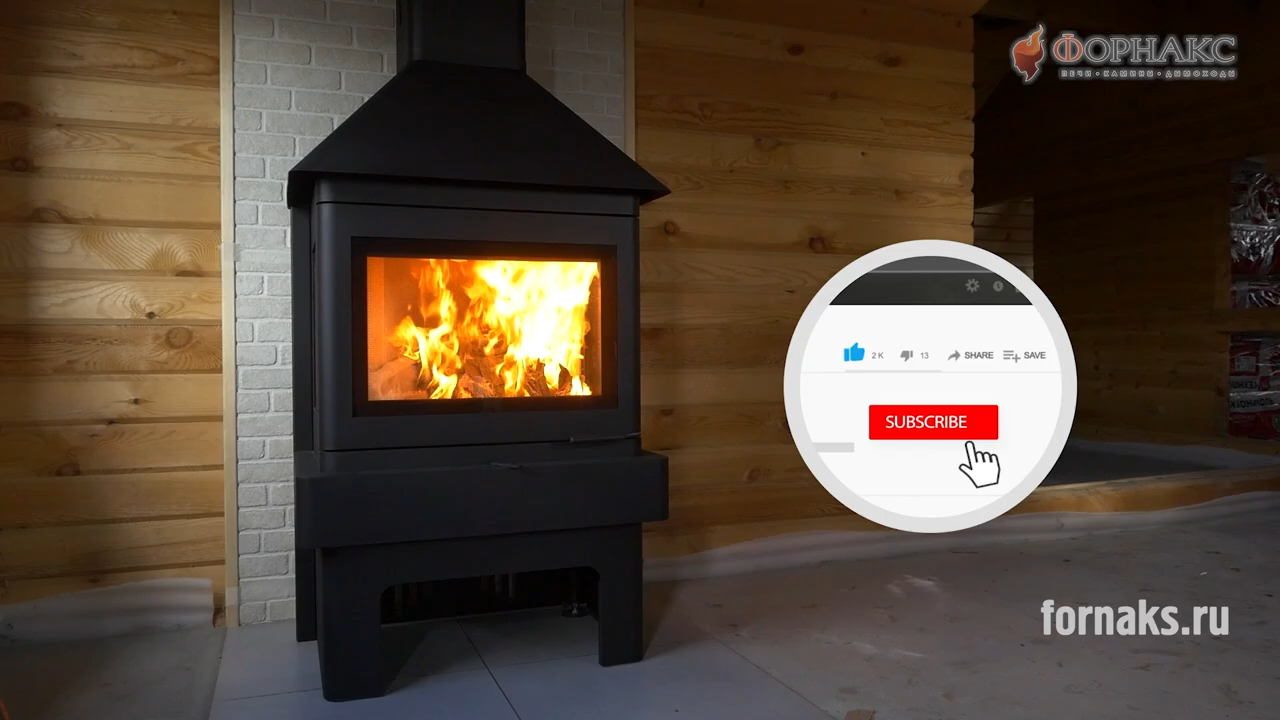 ФОРНАКС
ПЕЧИ • КАМИНЫ • ДЫМОХОДЫ
2 K 13 SHARE SAVE
SUBSCRIBE
fornaks.ru